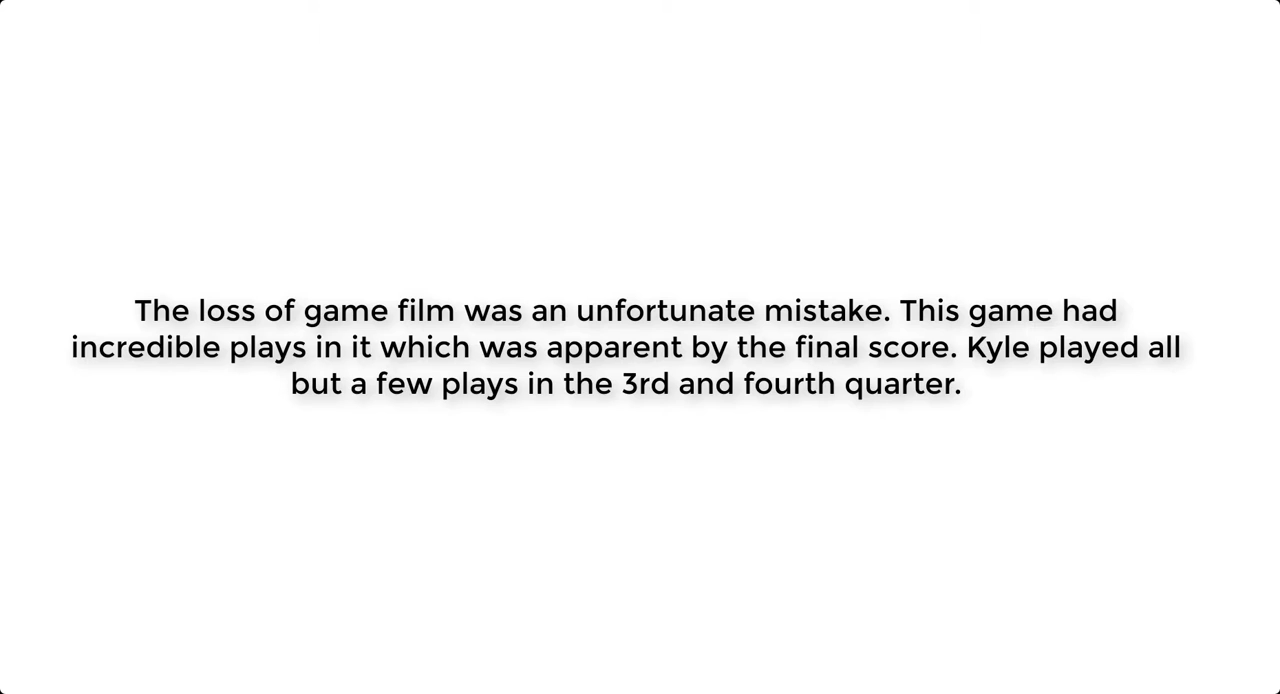 The loss of game film was an unfortunate mistake. This game had
incredible plays in it which was apparent by the final score. Kyle played all
but a few plays in the 3rd and fourth quarter.